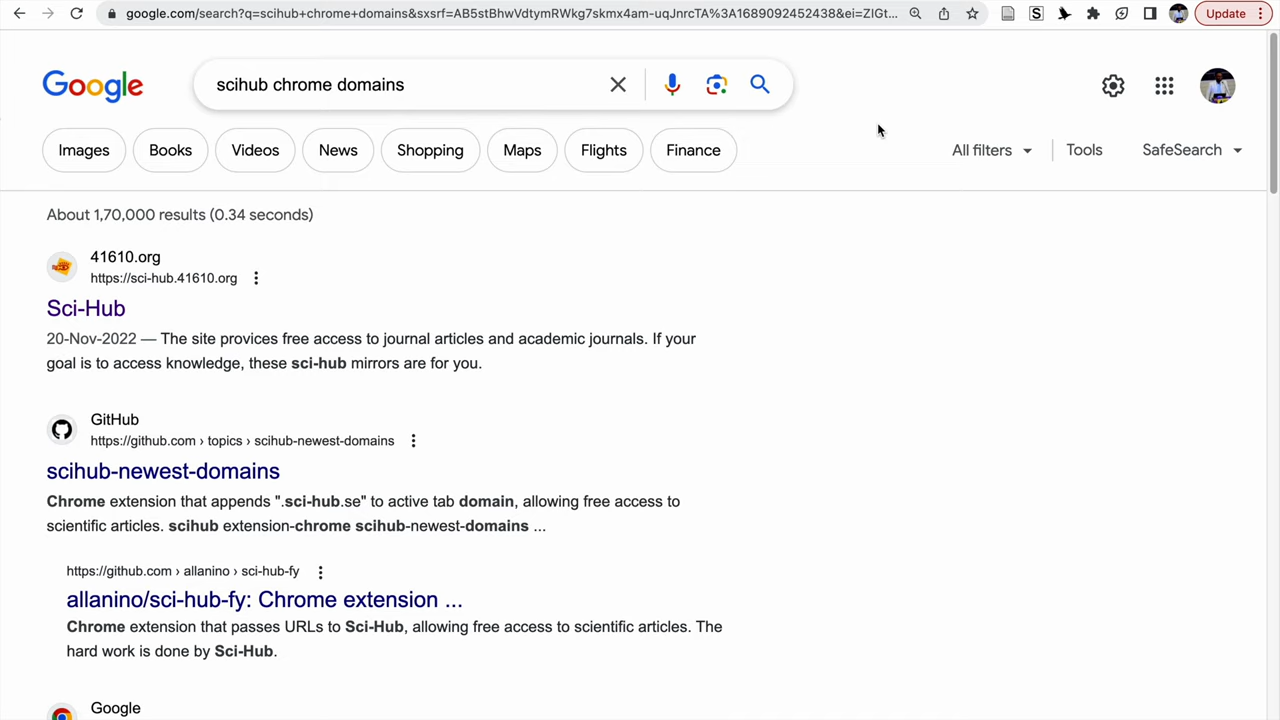 google.com/search?q=scihub+chrome+domains&sxsrf=AB5stBhwVdtymRWkg7skmx4am-uqJnrcTA%3A1689092452438&ei=ZIGt...
S
Update
Google
scihub chrome domains
Images
Books
Videos
News
Shopping
Maps
Flights
Finance
All filters
Tools
SafeSearch
About 1,70,000 results (0.34 seconds)
41610.org
https://sci-hub.41610.org
Sci-Hub
20-Nov-2022 — The site provices free access to journal articles and academic journals. If your
goal is to access knowledge, these sci-hub mirrors are for you.
GitHub
https://github.com › topics › scihub-newest-domains
scihub-newest-domains
Chrome extension that appends ".sci-hub.se" to active tab domain, allowing free access to
scientific articles. scihub extension-chrome scihub-newest-domains ...
https://github.com › allanino › sci-hub-fy
allanino/sci-hub-fy: Chrome extension ...
Chrome extension that passes URLs to Sci-Hub, allowing free access to scientific articles. The
hard work is done by Sci-Hub.
Google